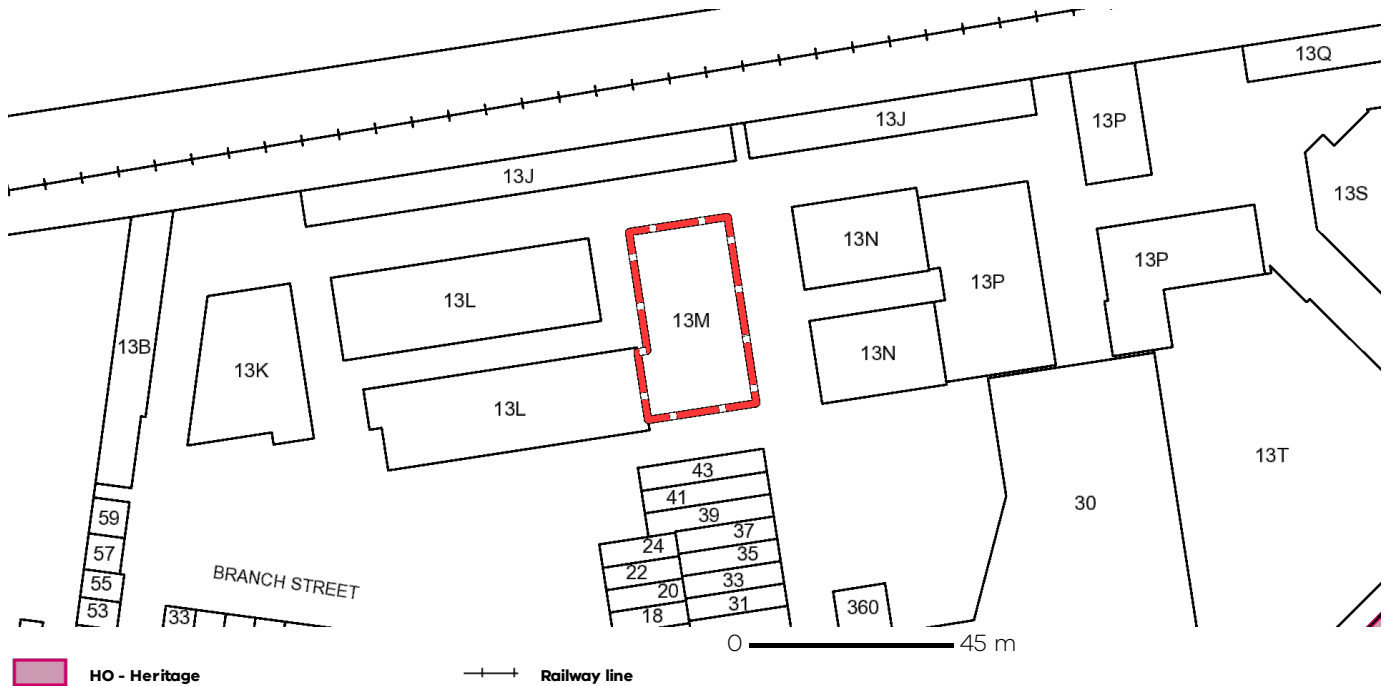 13Q
13J
13P
13J
13S
13N
13P
13P
13L
13M
13B
13K
13N
13L
13T
43
41
39
30
59
37
24
57
35
22
BRANCH STREET
55
33
20
53
31
360
33
18
0 45 m
HO - Heritage Railway line